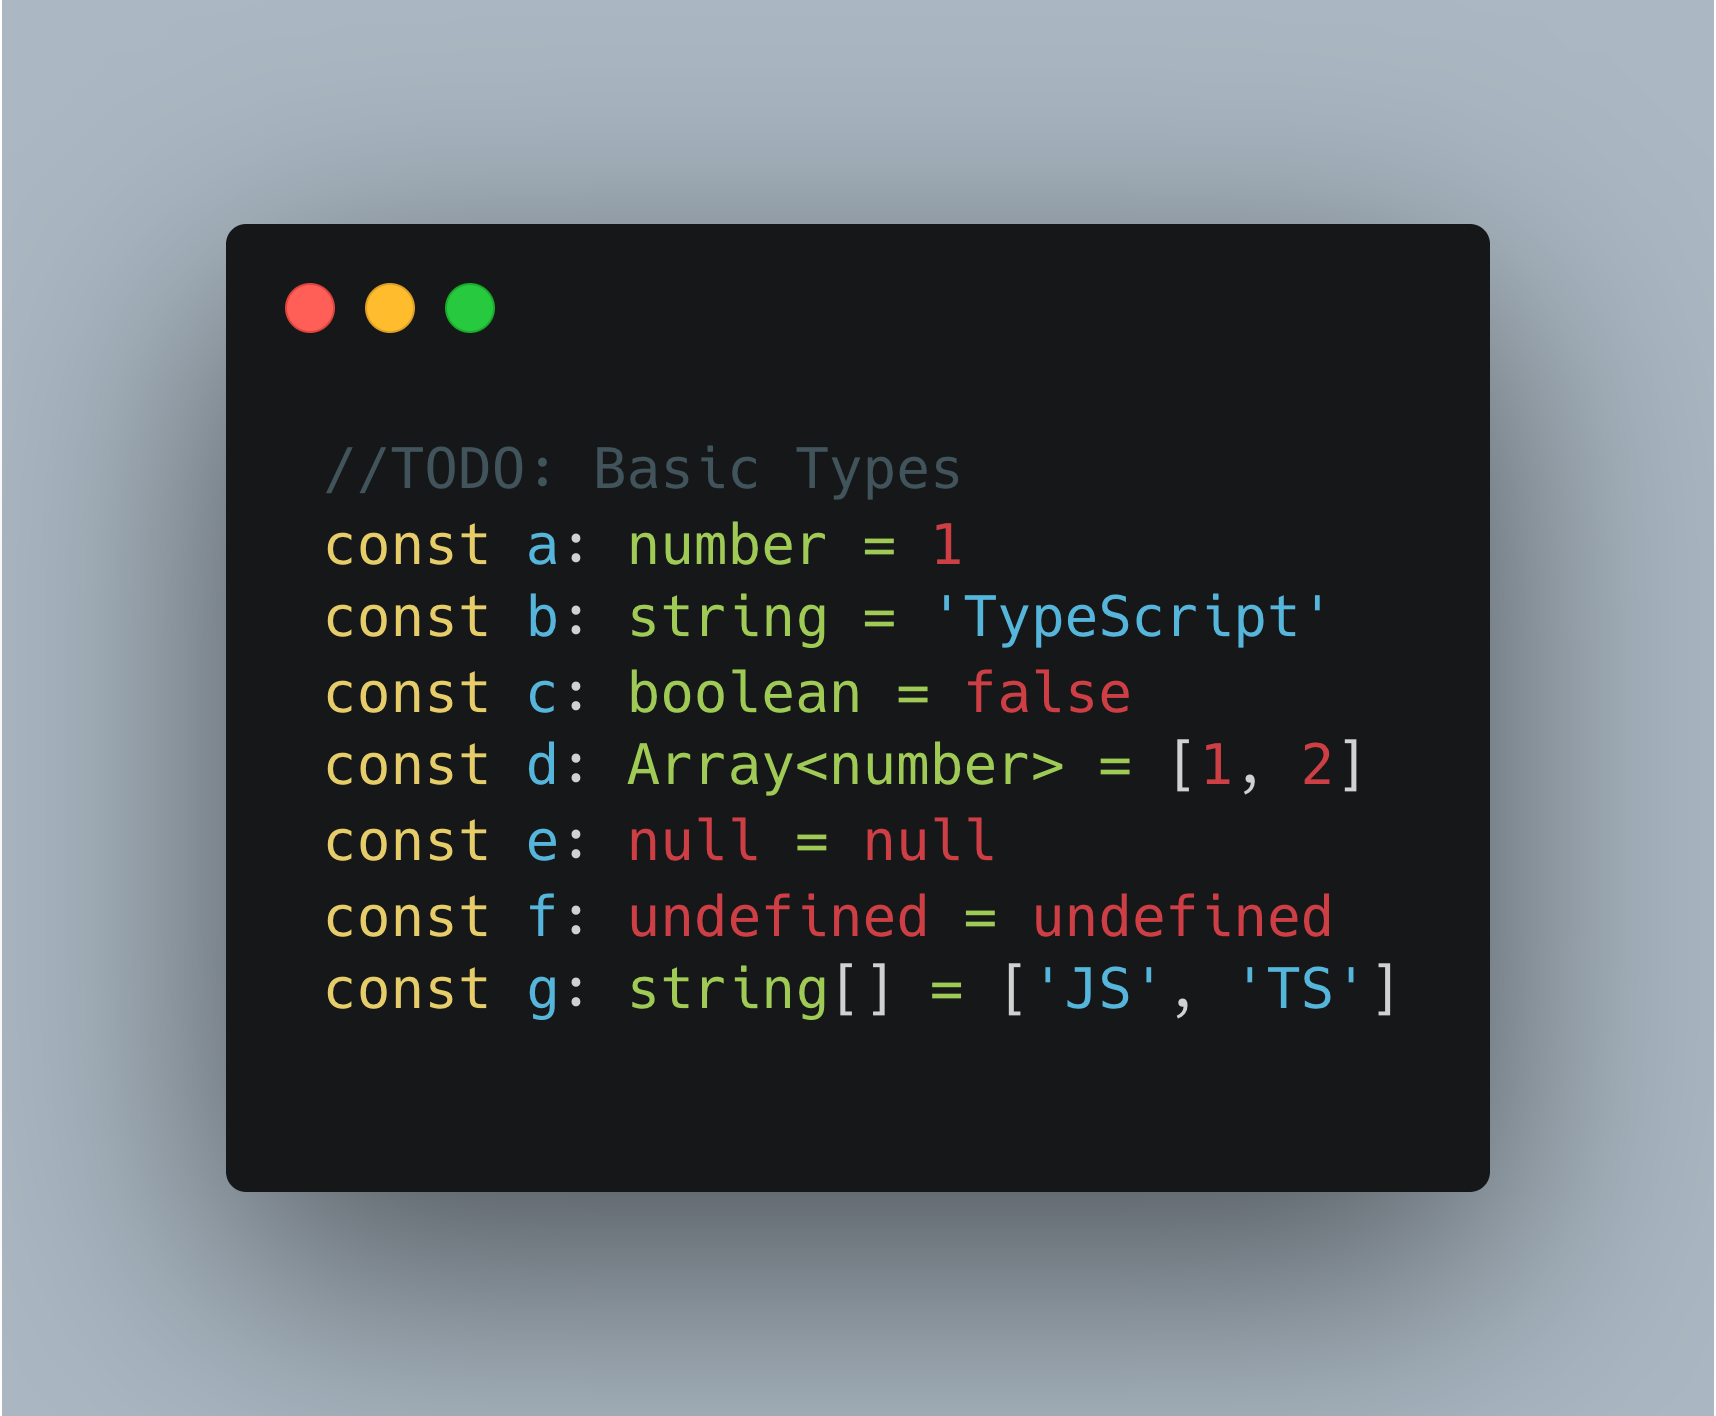 //TODO: Basic Types
const a: number = 1
const b: string = 'TypeScript'
const c: boolean = false
const d: Array<number> = [1, 2]
const e: null = null
const f: undefined = undefined
const g: string[] = ['JS', 'TS']